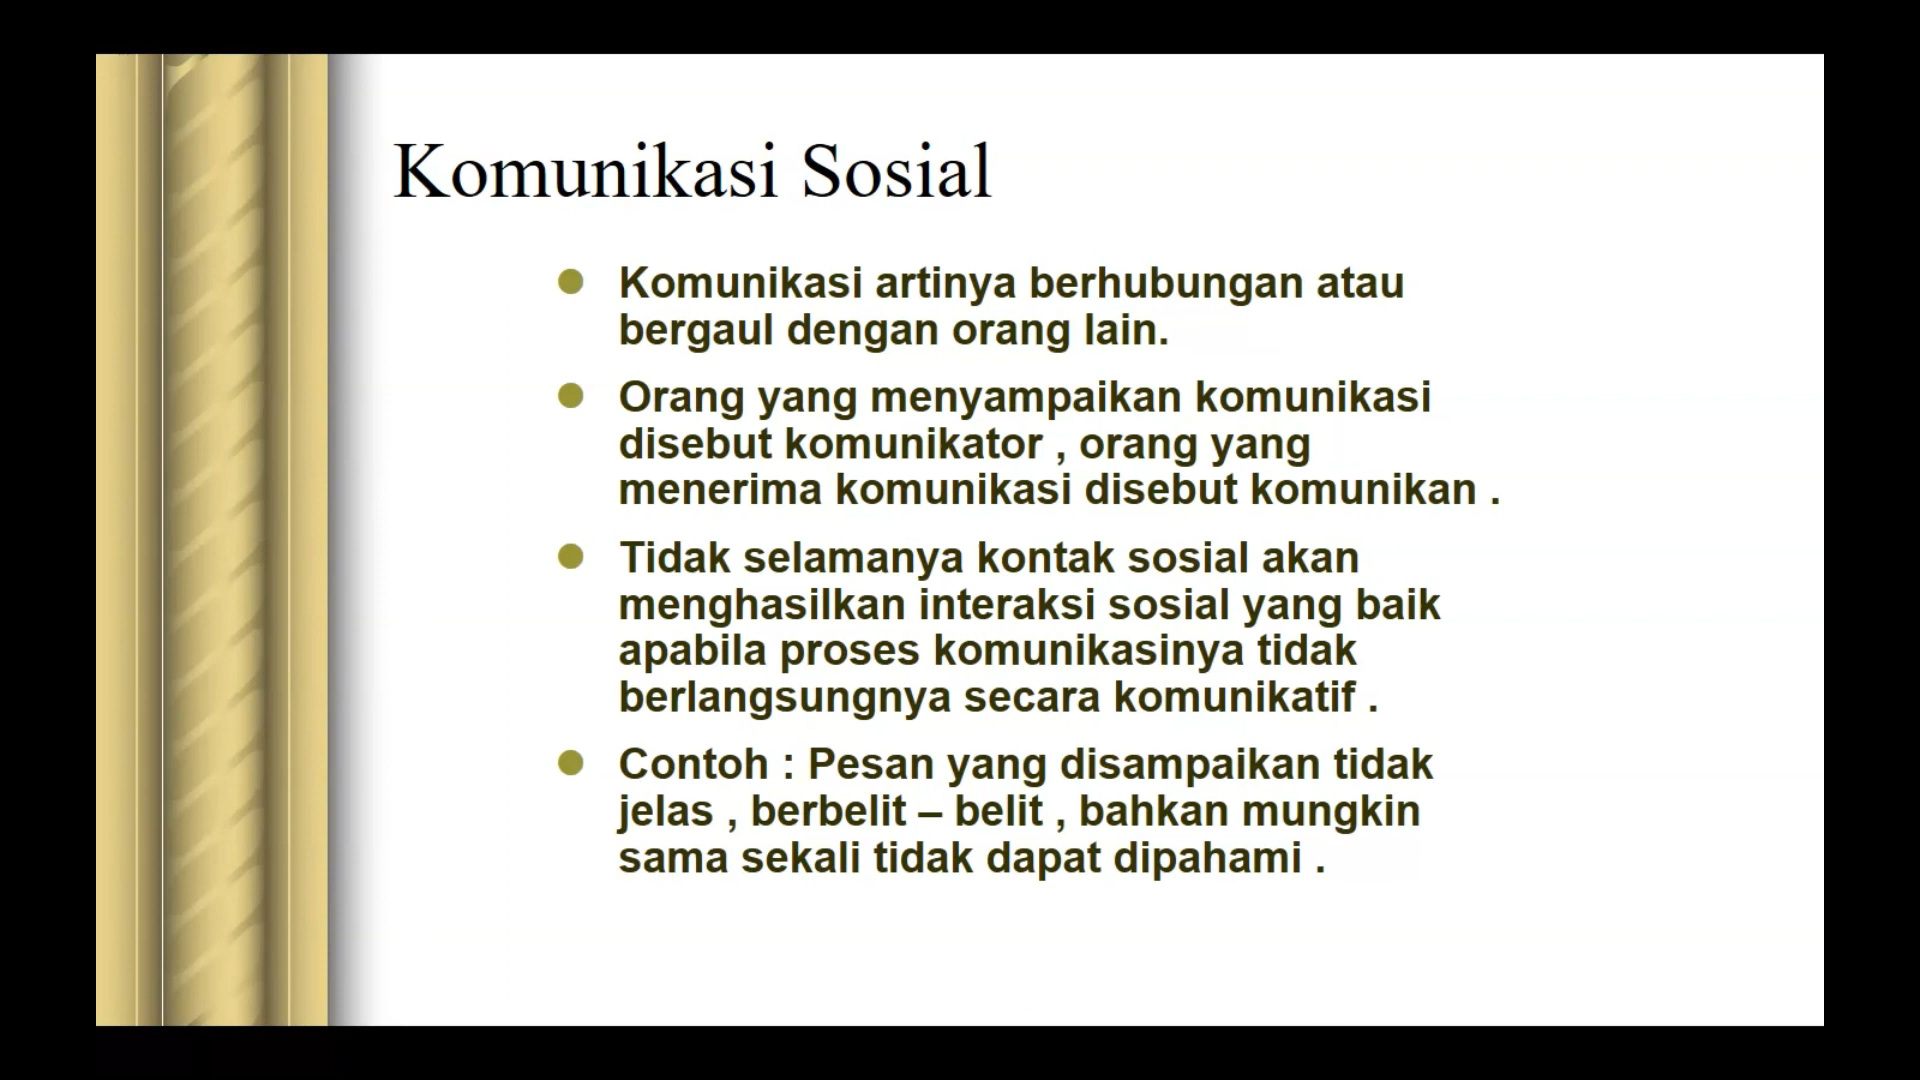 Komunikasi Sosial
Komunikasi artinya berhubungan atau
bergaul dengan orang lain.
Orang yang menyampaikan komunikasi
disebut komunikator , orang yang
menerima komunikasi disebut komunikan .
Tidak selamanya kontak sosial akan
menghasilkan interaksi sosial yang baik
apabila proses komunikasinya tidak
berlangsungnya secara komunikatif .
Contoh : Pesan yang disampaikan tidak
jelas , berbelit – belit , bahkan mungkin
sama sekali tidak dapat dipahami .